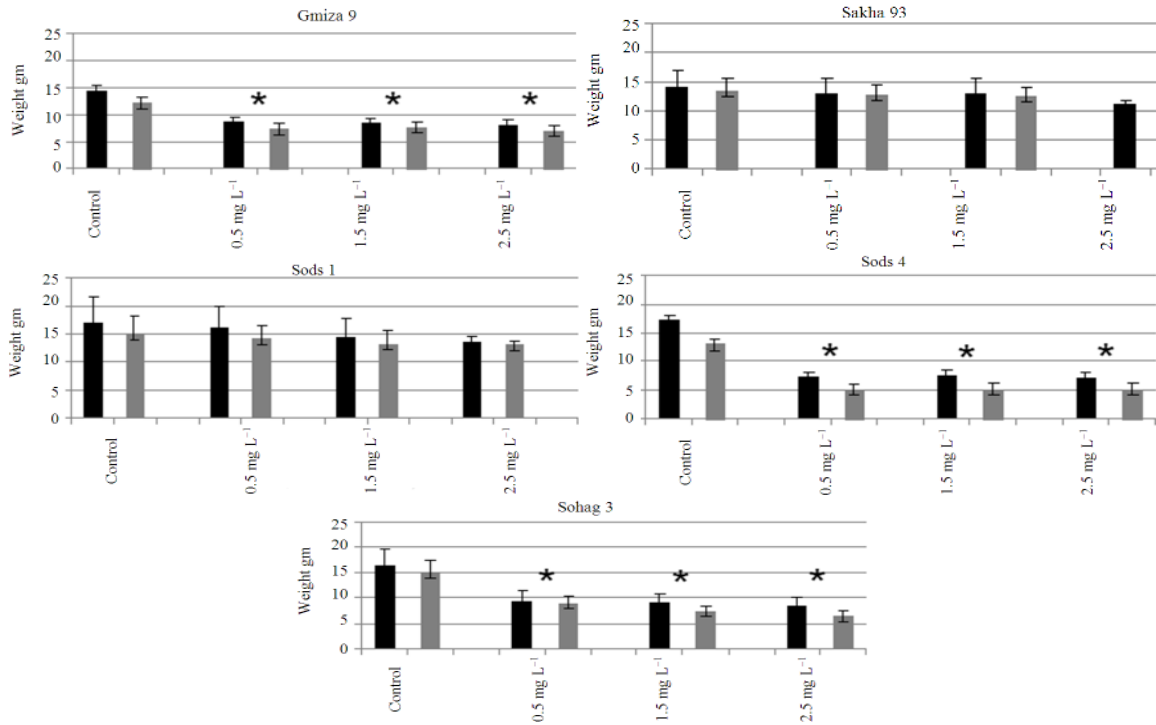 Gmiza 9
Weight gm
25
20
15
10
5
0
*
*
*
Control
0.5 mg L⁻¹
1.5 mg L⁻¹
2.5 mg L⁻¹
Sakha 93
Weight gm
25
20
15
10
5
0
Control
0.5 mg L⁻¹
1.5 mg L⁻¹
2.5 mg L⁻¹
Sods 1
Weight gm
25
20
15
10
5
0
Control
0.5 mg L⁻¹
1.5 mg L⁻¹
2.5 mg L⁻¹
Sods 4
Weight gm
25
20
15
10
5
0
*
*
*
Control
0.5 mg L⁻¹
1.5 mg L⁻¹
2.5 mg L⁻¹
Sohag 3
Weight gm
25
20
15
10
5
0
*
*
*
Control
0.5 mg L⁻¹
1.5 mg L⁻¹
2.5 mg L⁻¹